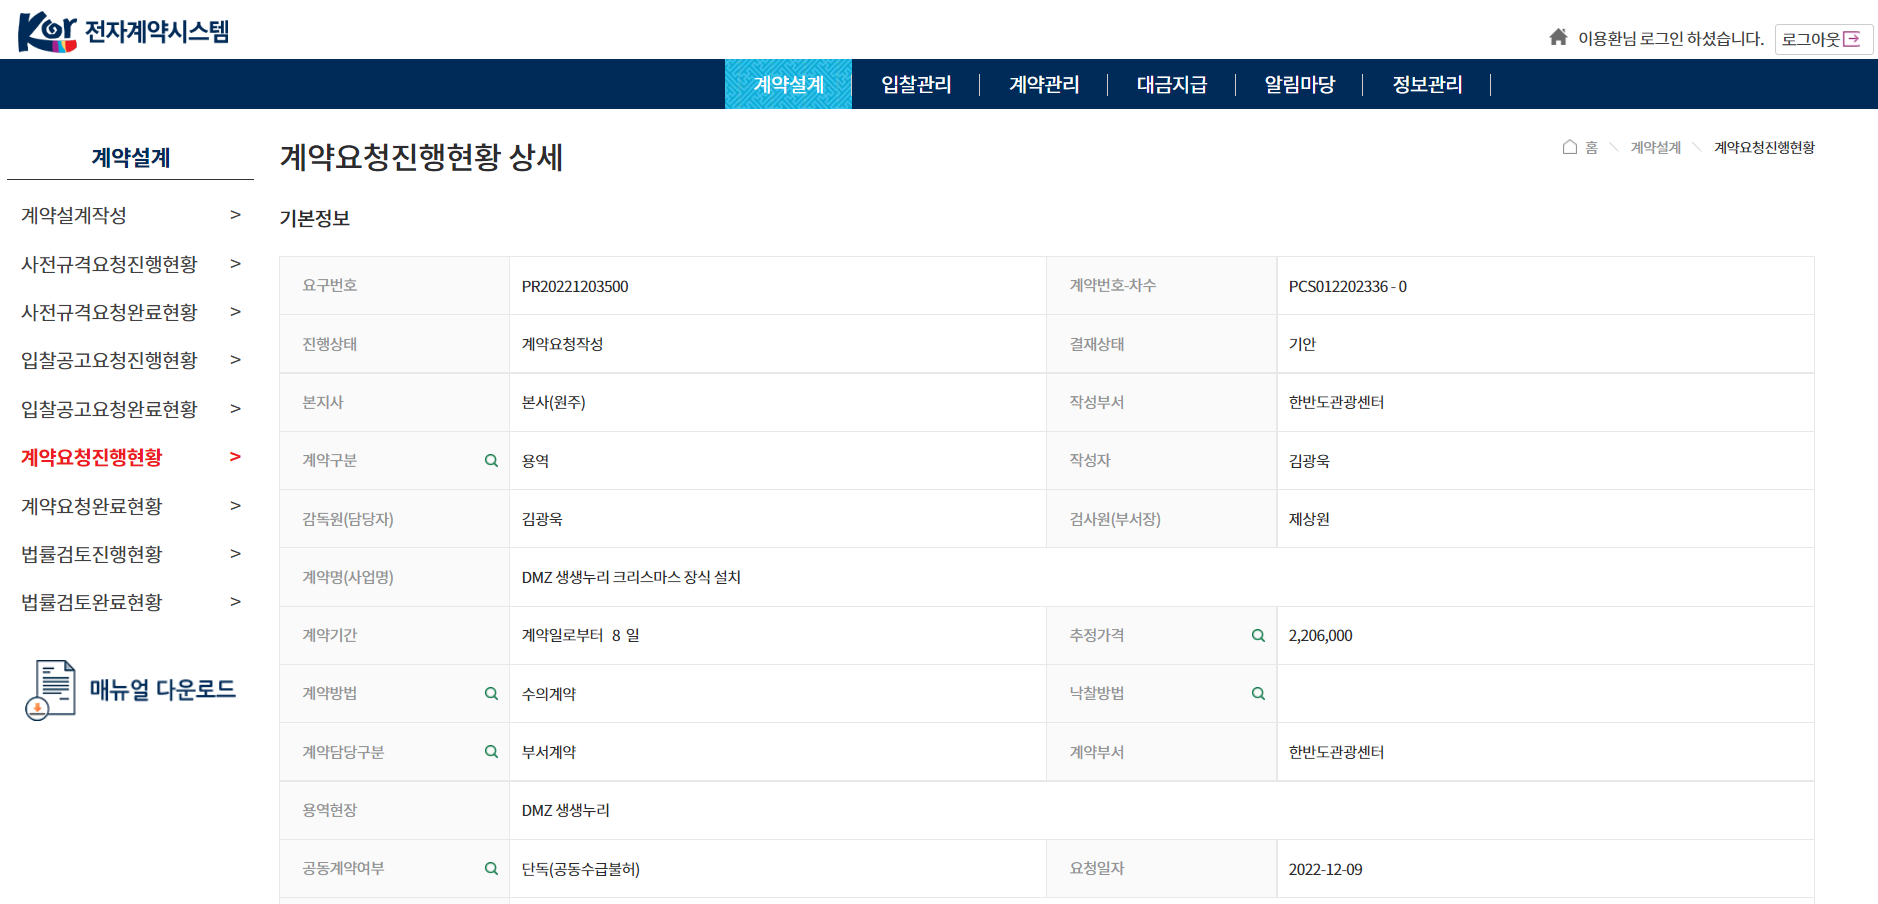 Kor 전자계약시스템
이용환님 로그인 하셨습니다. 로그아웃
계약설계 입찰관리 계약관리 대금지급 알림마당 정보관리
계약설계
계약설계작성 >
사전규격요청진행현황 >
사전규격요청완료현황 >
입찰공고요청진행현황 >
입찰공고요청완료현황 >
계약요청진행현황 >
계약요청완료현황 >
법률검토진행현황 >
법률검토완료현황 >
매뉴얼 다운로드
계약요청진행현황 상세
홈 계약설계 계약요청진행현황
기본정보
요구번호 PR20221203500 계약번호-차수 PCS012202336 - 0
진행상태 계약요청작성 결재상태 기안
본지사 본사(원주) 작성부서 한반도관광센터
계약구분 용역 작성자 김광욱
감독원(담당자) 김광욱 검사원(부서장) 제상원
계약명(사업명) DMZ 생생누리 크리스마스 장식 설치
계약기간 계약일로부터 8 일 추정가격 2,206,000
계약방법 수의계약 낙찰방법
계약담당구분 부서계약 계약부서 한반도관광센터
용역현장 DMZ 생생누리
공동계약여부 단독(공동수급불허) 요청일자 2022-12-09